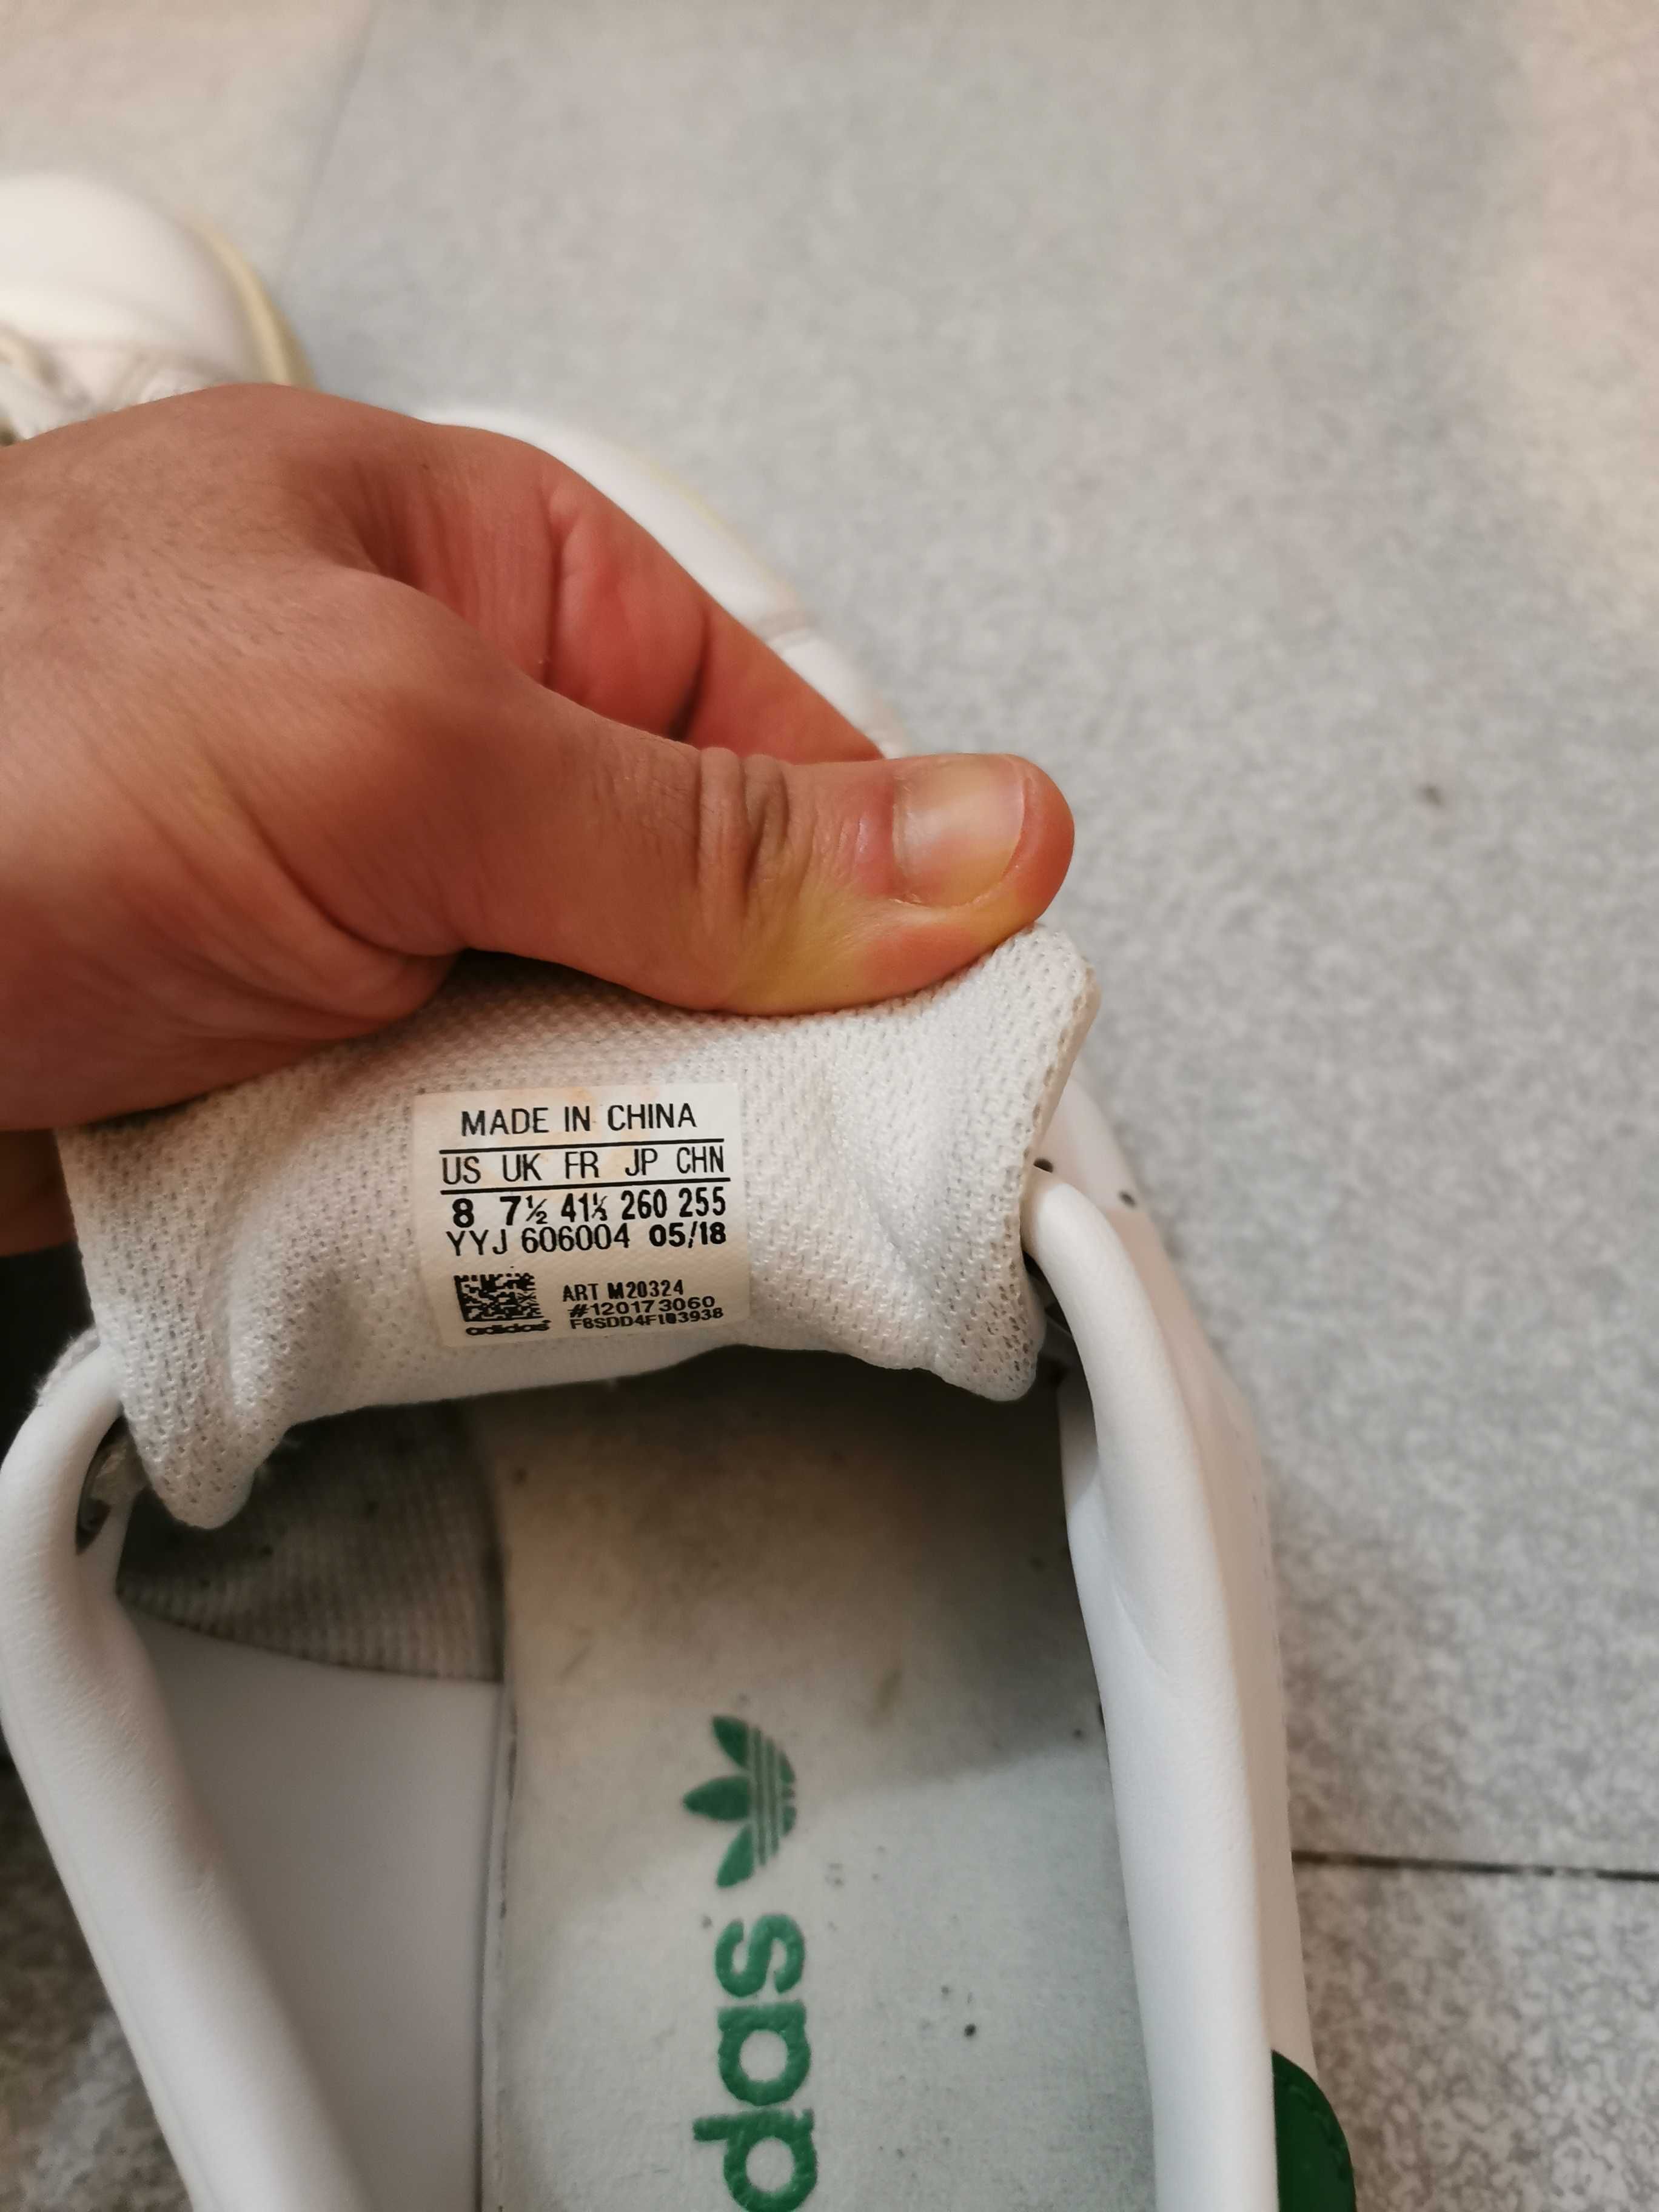 MADE IN CHINA
US UK FR JP CHN
8 7½ 41⅓ 260 255
YYJ 606004 05/18
ART M20324
#120173060
adidas F8SDD4F103938
das